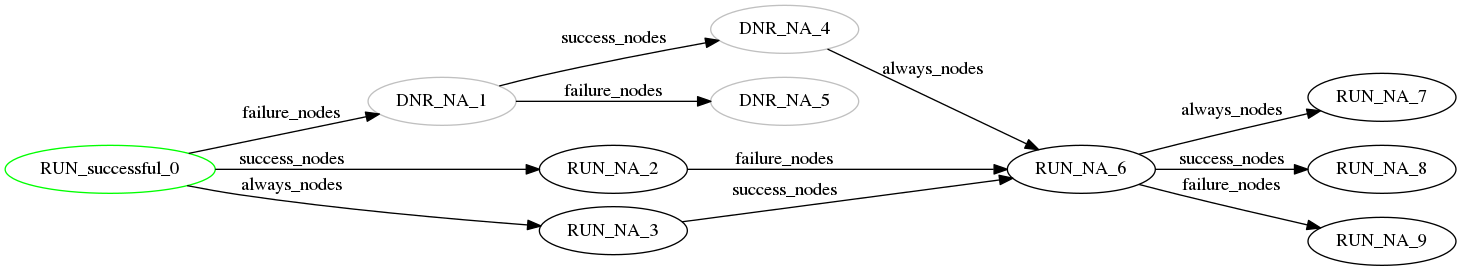 RUN_successful_0
failure_nodes
success_nodes
always_nodes
DNR_NA_1
success_nodes
failure_nodes
RUN_NA_2
RUN_NA_3
DNR_NA_4
DNR_NA_5
always_nodes
failure_nodes
success_nodes
RUN_NA_6
always_nodes
success_nodes
failure_nodes
RUN_NA_7
RUN_NA_8
RUN_NA_9